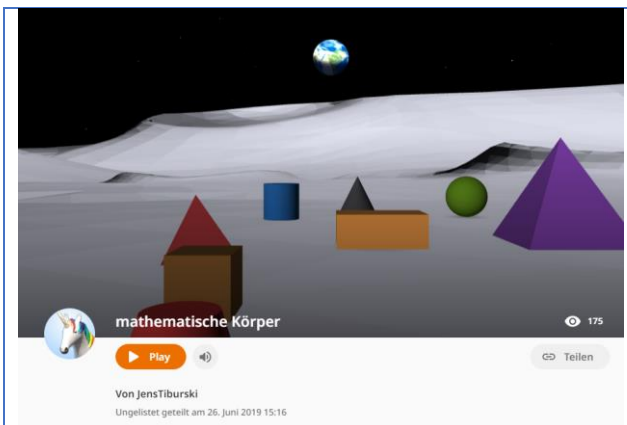 mathematische Körper
175
Play
Teilen
Von JensTiburski
Ungelistet geteilt am 26. Juni 2019 15:16